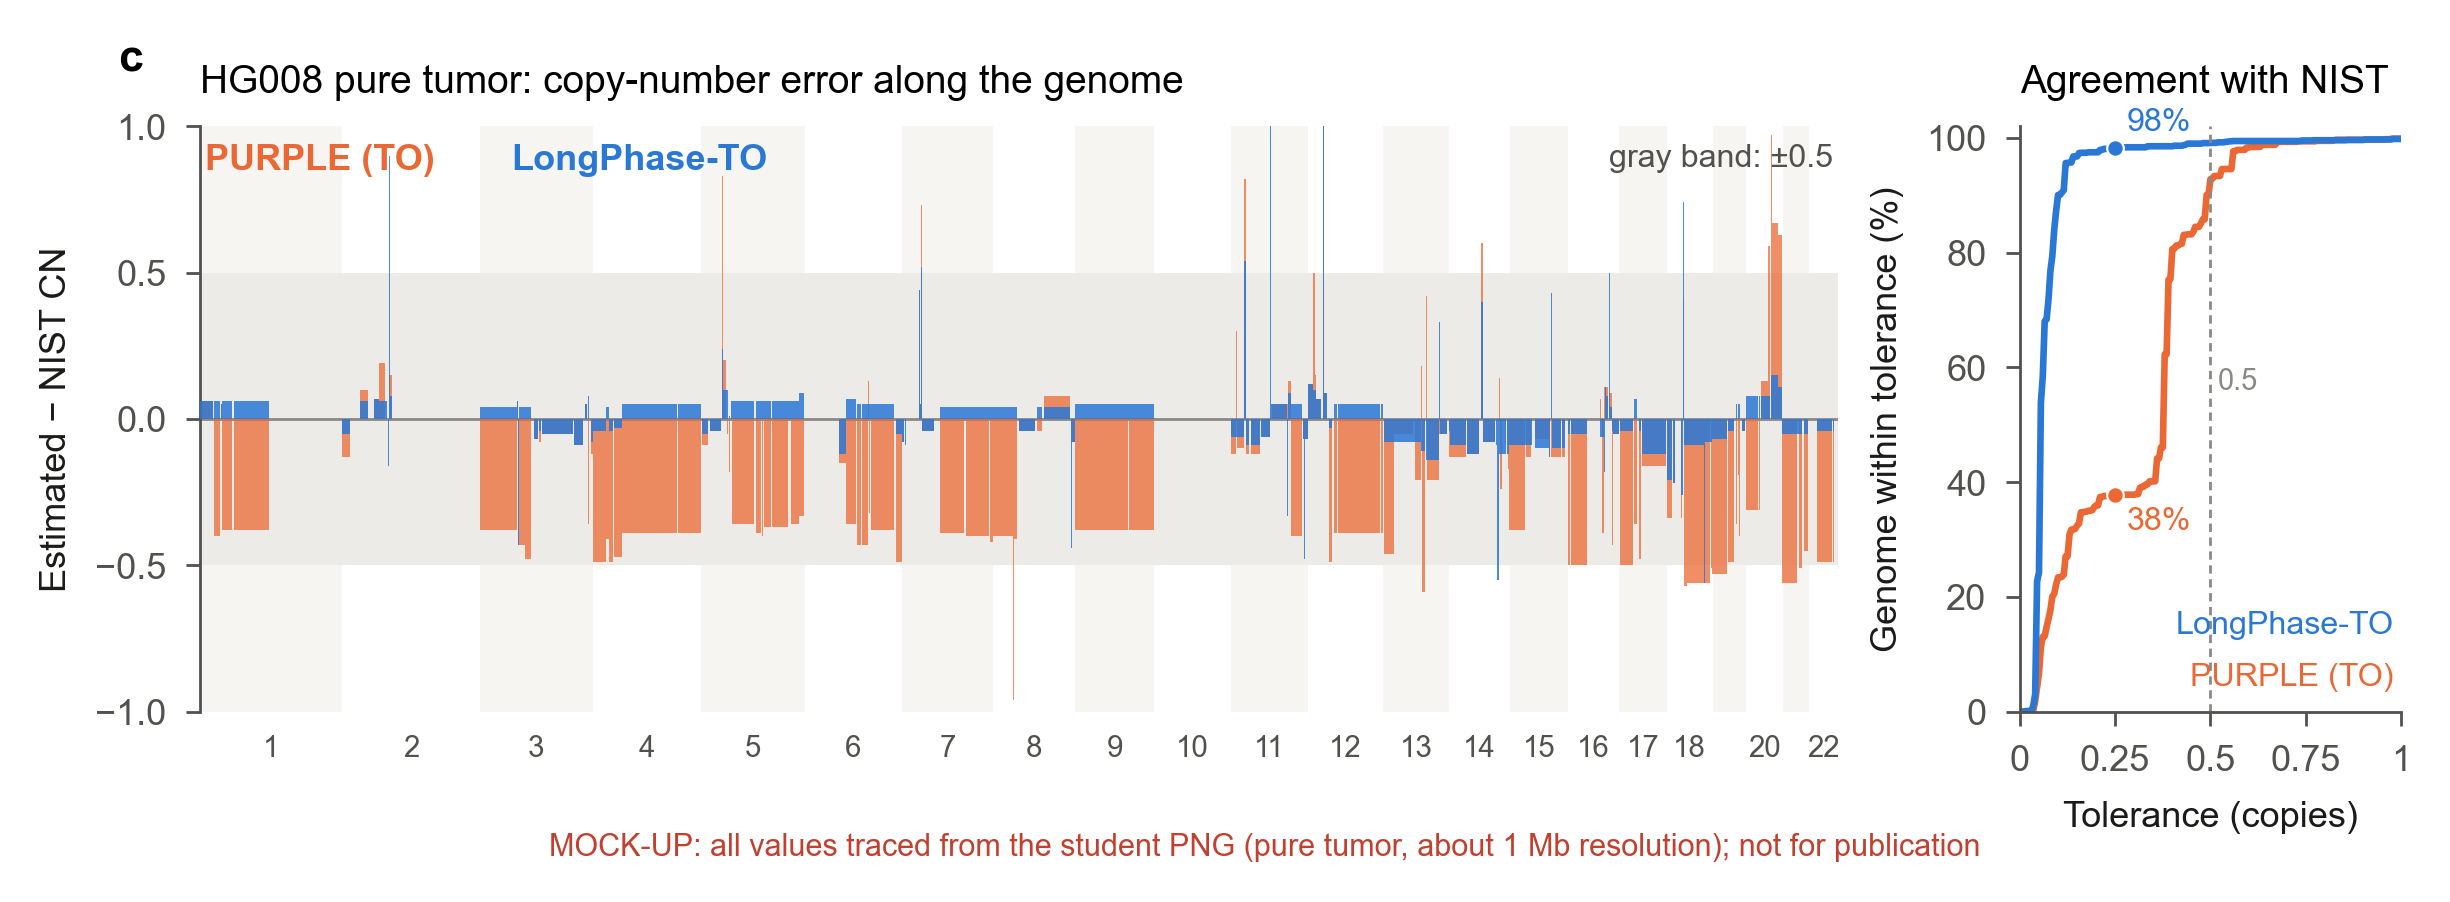 c
HG008 pure tumor: copy-number error along the genome
PURPLE (TO)
LongPhase-TO
gray band: ±0.5
1.0
0.5
0.0
−0.5
−1.0
Estimated − NIST CN
1 2 3 4 5 6 7 8 9 10 11 12 13 14 15 16 17 18 20 22
Agreement with NIST
98%
38%
0.5
LongPhase-TO
PURPLE (TO)
100
80
60
40
20
0
Genome within tolerance (%)
0 0.25 0.5 0.75 1
Tolerance (copies)
MOCK-UP: all values traced from the student PNG (pure tumor, about 1 Mb resolution); not for publication